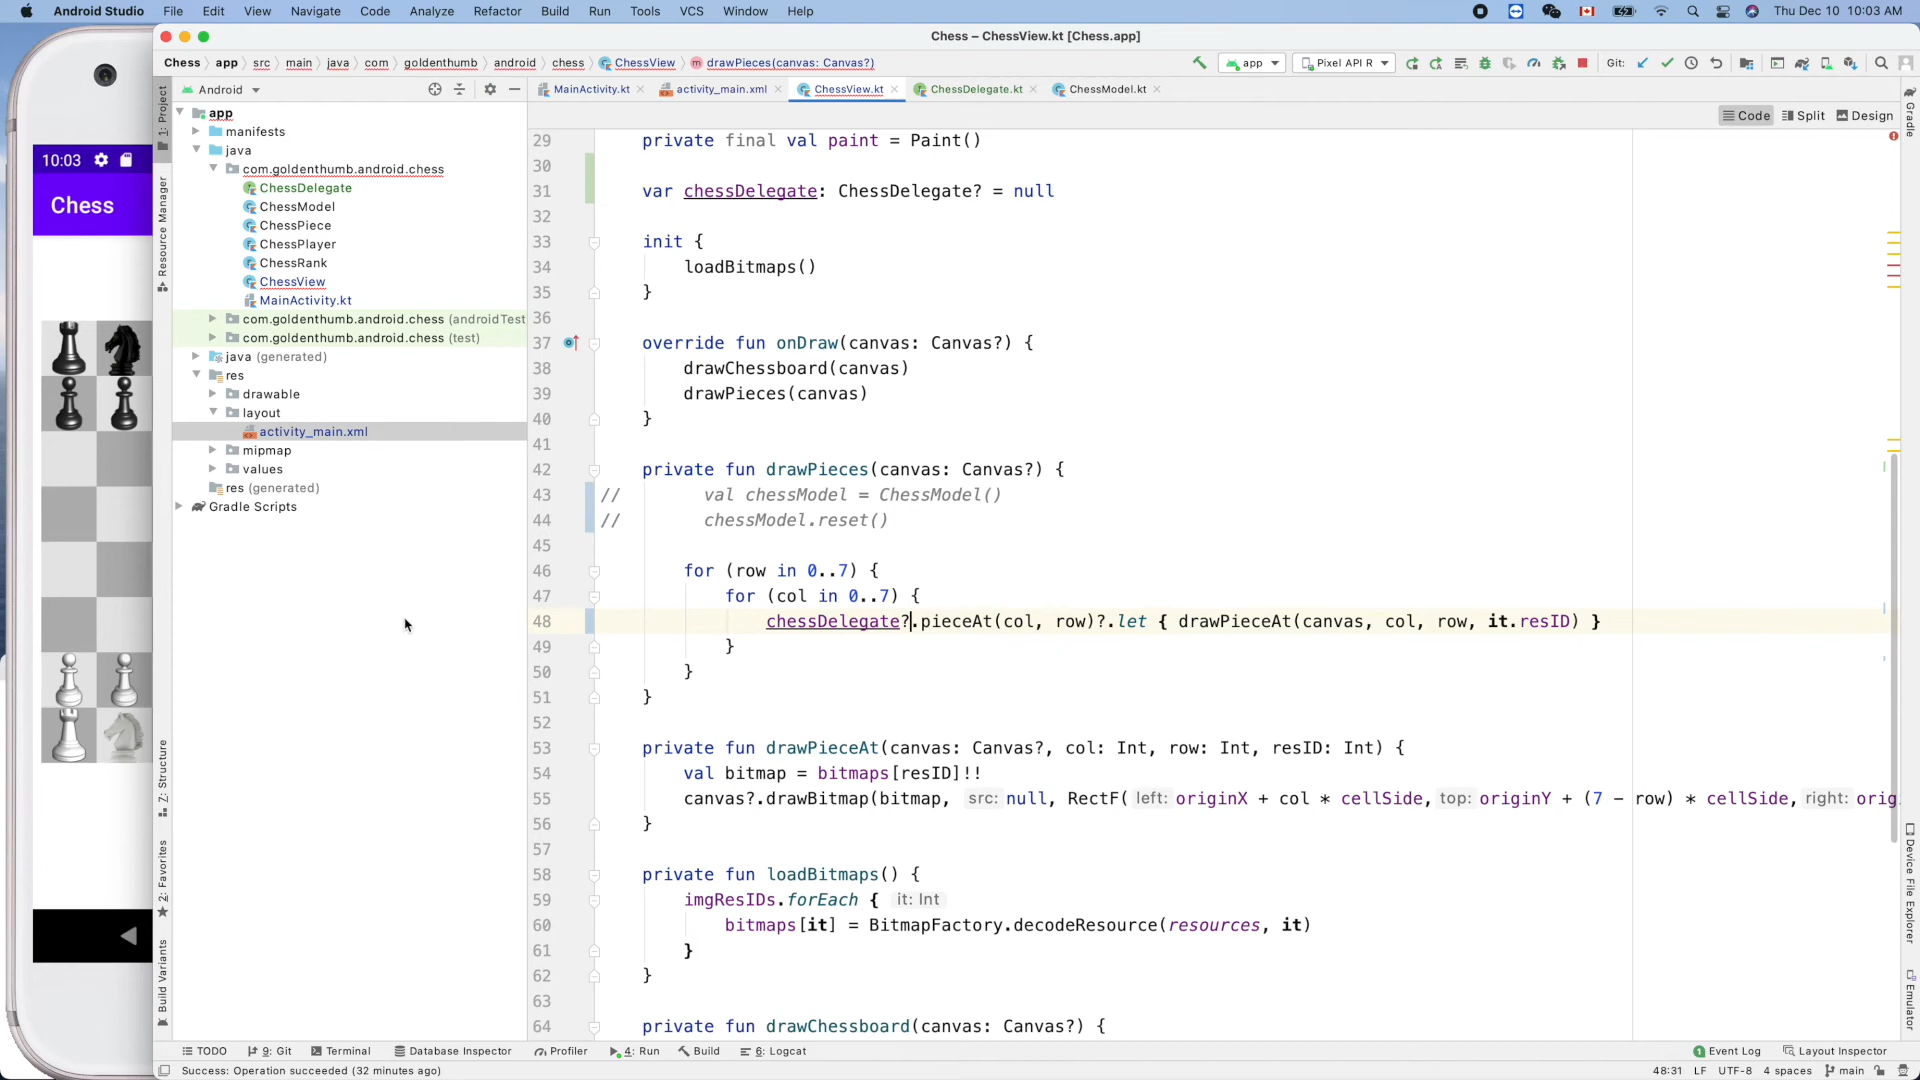 Android Studio File Edit View Navigate Code Analyze Refactor Build Run Tools VCS Window Help Thu Dec 10 10:03 AM
Chess – ChessView.kt [Chess.app]
Chess app src main java com goldenthumb android chess ChessView drawPieces(canvas: Canvas?) app Pixel API R Git:
Android MainActivity.kt activity_main.xml ChessView.kt ChessDelegate.kt ChessModel.kt
Code Split Design
1: Project
Resource Manager
Z: Structure
2: Favorites
Build Variants
Gradle
Device File Explorer
Emulator
10:03
Chess
app
manifests
java
com.goldenthumb.android.chess
ChessDelegate
ChessModel
ChessPiece
ChessPlayer
ChessRank
ChessView
MainActivity.kt
com.goldenthumb.android.chess (androidTest
com.goldenthumb.android.chess (test)
java (generated)
res
drawable
layout
activity_main.xml
mipmap
values
res (generated)
Gradle Scripts
29 private final val paint = Paint()
30
31 var chessDelegate: ChessDelegate? = null
32
33 init {
34 loadBitmaps()
35 }
36
37 override fun onDraw(canvas: Canvas?) {
38 drawChessboard(canvas)
39 drawPieces(canvas)
40 }
41
42 private fun drawPieces(canvas: Canvas?) {
43 // val chessModel = ChessModel()
44 // chessModel.reset()
45
46 for (row in 0..7) {
47 for (col in 0..7) {
48 chessDelegate?.pieceAt(col, row)?.let { drawPieceAt(canvas, col, row, it.resID) }
49 }
50 }
51 }
52
53 private fun drawPieceAt(canvas: Canvas?, col: Int, row: Int, resID: Int) {
54 val bitmap = bitmaps[resID]!!
55 canvas?.drawBitmap(bitmap, src: null, RectF( left: originX + col * cellSide, top: originY + (7 - row) * cellSide, right: orig
56 }
57
58 private fun loadBitmaps() {
59 imgResIDs.forEach { it: Int
60 bitmaps[it] = BitmapFactory.decodeResource(resources, it)
61 }
62 }
63
64 private fun drawChessboard(canvas: Canvas?) {
TODO 9: Git Terminal Database Inspector Profiler 4: Run Build 6: Logcat 1 Event Log Layout Inspector
Success: Operation succeeded (32 minutes ago) 48:31 LF UTF-8 4 spaces main